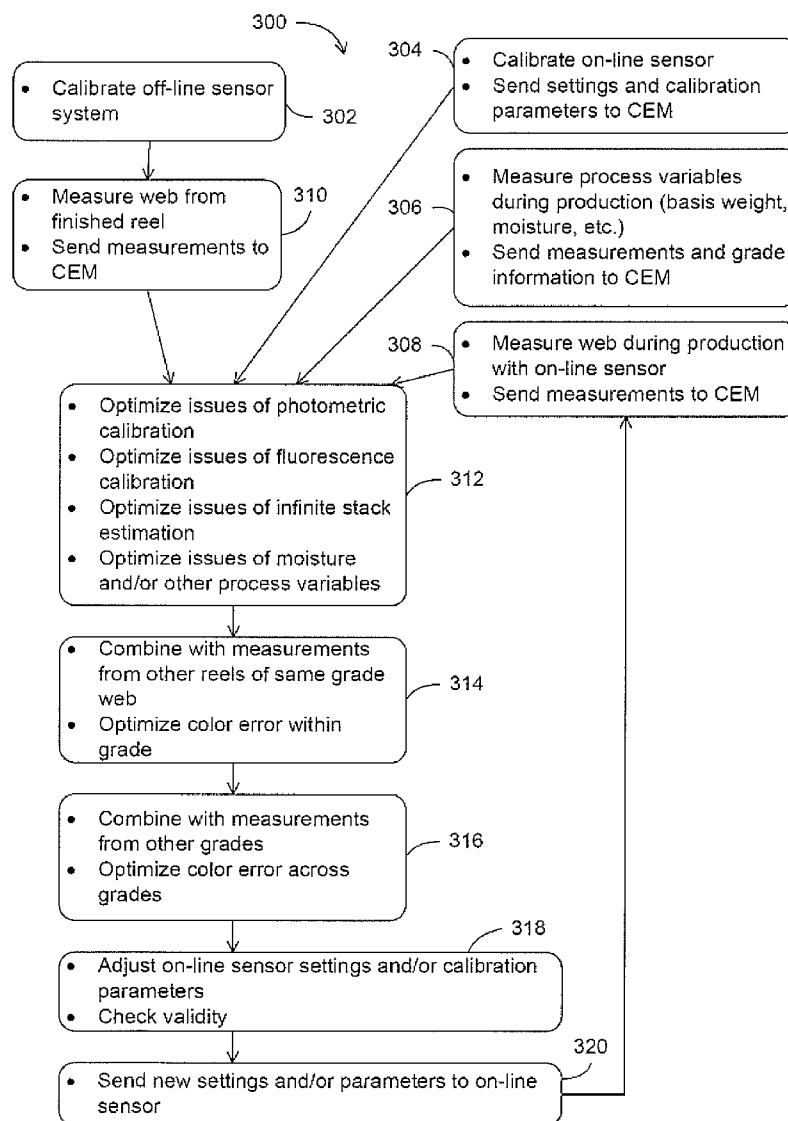 300
• Calibrate off-line sensor
system
302
304
• Calibrate on-line sensor
• Send settings and calibration
parameters to CEM
• Measure web from
finished reel
• Send measurements to
CEM
310
306
• Measure process variables
during production (basis weight,
moisture, etc.)
• Send measurements and grade
information to CEM
308
• Measure web during production
with on-line sensor
• Send measurements to CEM
• Optimize issues of photometric
calibration
• Optimize issues of fluorescence
calibration
• Optimize issues of infinite stack
estimation
• Optimize issues of moisture
and/or other process variables
312
• Combine with measurements
from other reels of same grade
web
• Optimize color error within
grade
314
• Combine with measurements
from other grades
• Optimize color error across
grades
316
318
• Adjust on-line sensor settings and/or calibration
parameters
• Check validity
320
• Send new settings and/or parameters to on-line
sensor